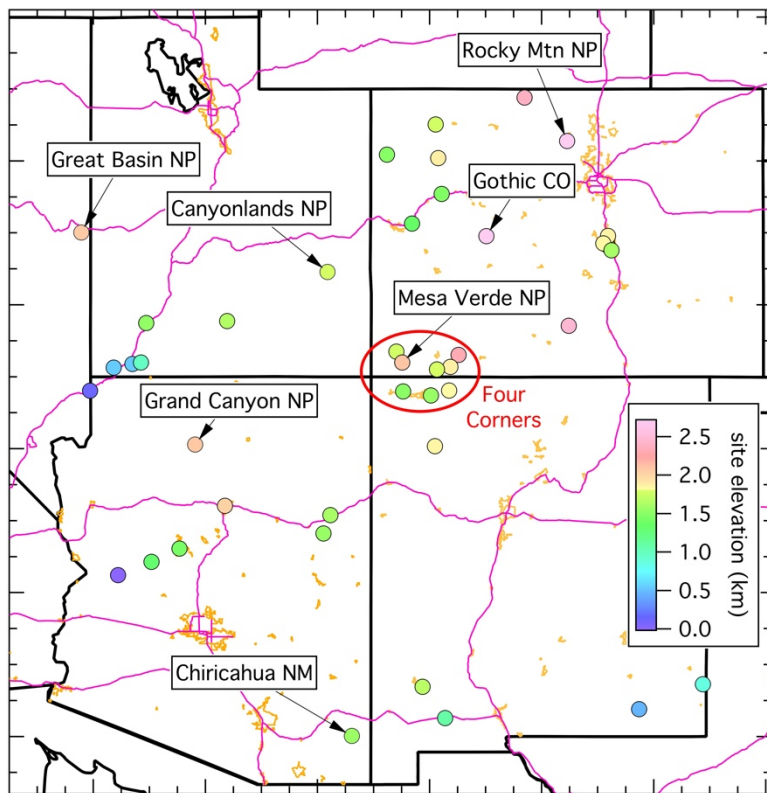 Rocky Mtn NP
Great Basin NP
Gothic CO
Canyonlands NP
Mesa Verde NP
Grand Canyon NP
Four
Corners
2.5
2.0
1.5
1.0
0.5
0.0
site elevation (km)
Chiricahua NM